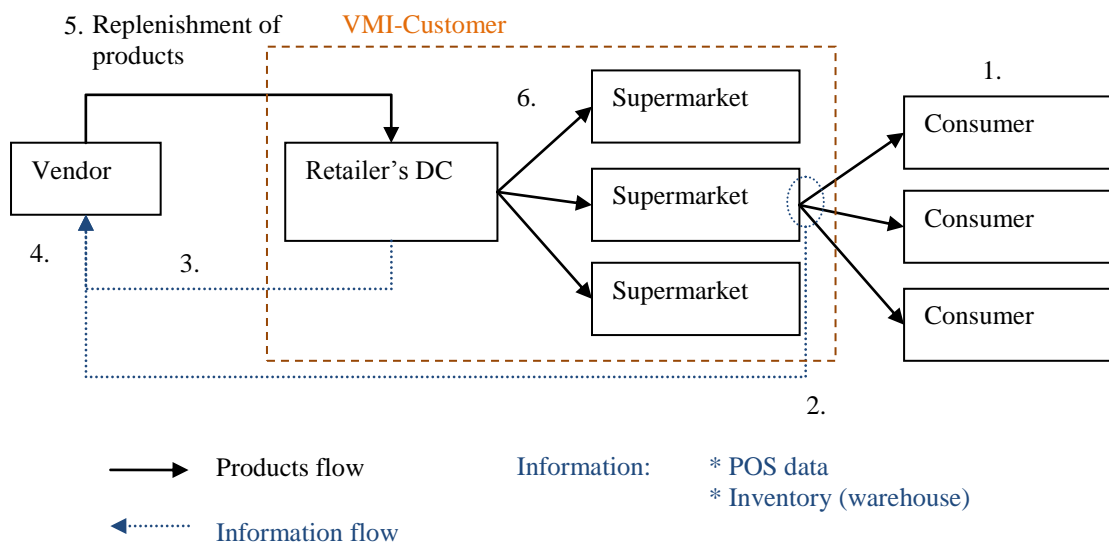 5. Replenishment of
products
VMI-Customer
1.
6.
Supermarket
Consumer
Vendor
Retailer’s DC
Supermarket
Consumer
4.
3.
Supermarket
Consumer
2.
Products flow
Information:
* POS data
* Inventory (warehouse)
Information flow